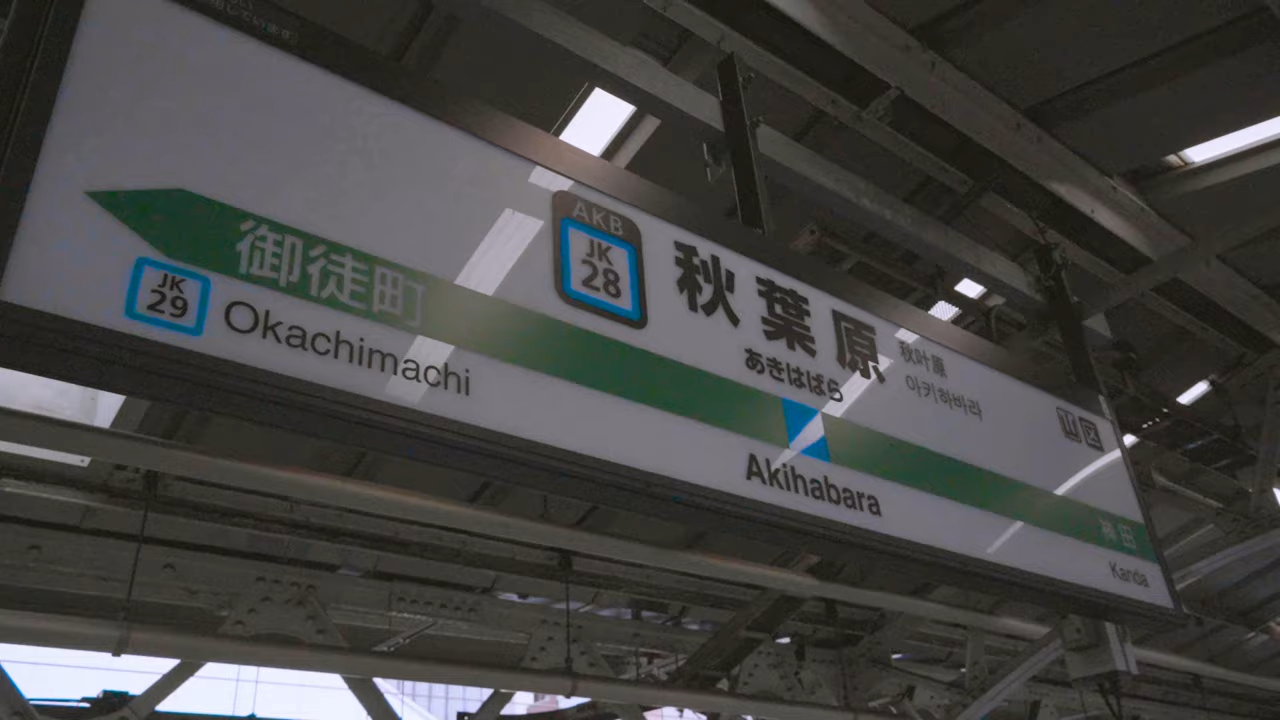 御徒町
JK
29
Okachimachi
AKB
JK
28
秋葉原
あきはばら
秋叶原
아키하바라
Akihabara
山区
神田
Kanda